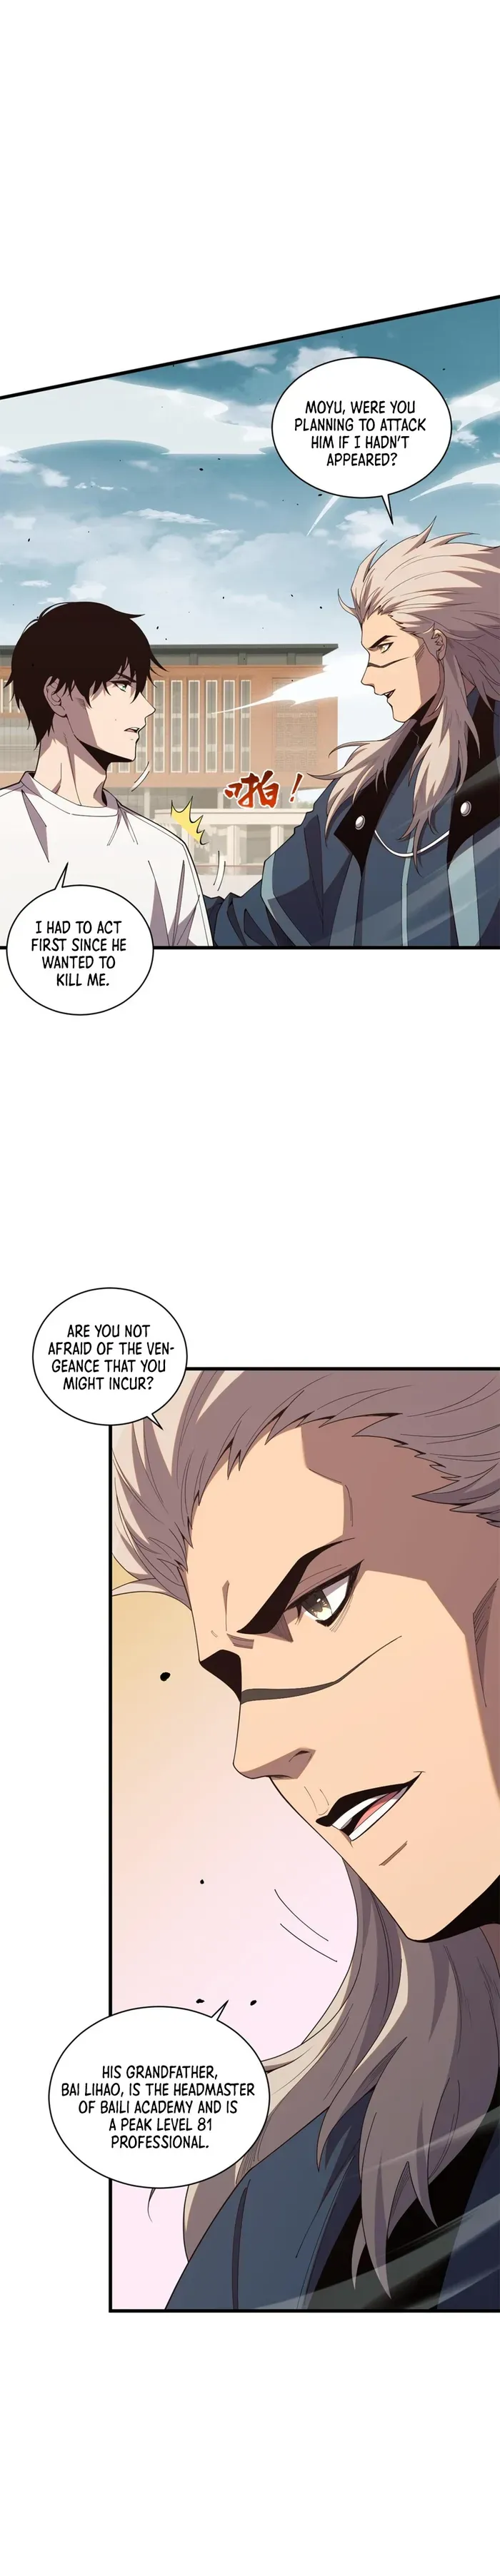 MOYU, WERE YOU
PLANNING TO ATTACK
HIM IF I HADN'T
APPEARED?
啪!
I HAD TO ACT
FIRST SINCE HE
WANTED TO
KILL ME.
ARE YOU NOT
AFRAID OF THE VEN-
GEANCE THAT YOU
MIGHT INCUR?
HIS GRANDFATHER,
BAI LIHAO, IS THE HEADMASTER
OF BAILI ACADEMY AND IS
A PEAK LEVEL 81
PROFESSIONAL.